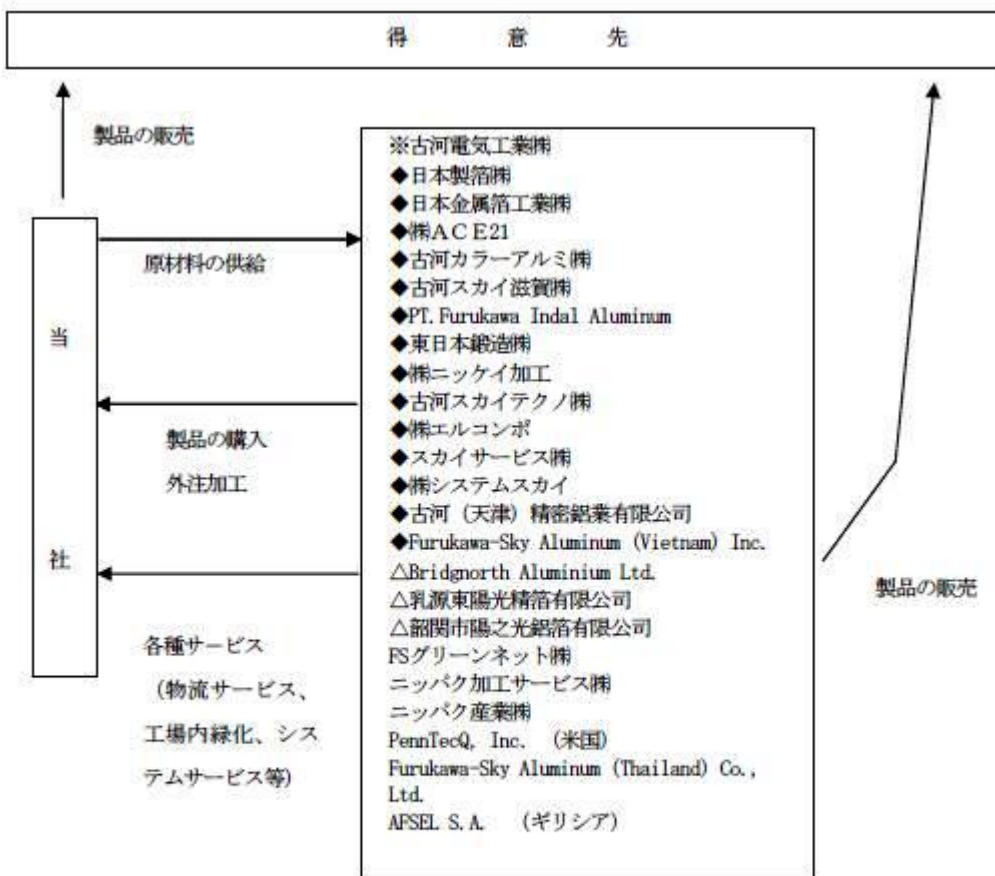 得 意 先
製品の販売
※古河電気工業㈱
◆日本製箔㈱
◆日本金属箔工業㈱
◆㈱ACE21
◆古河カラーアルミ㈱
◆古河スカイ滋賀㈱
◆PT.Furukawa Indal Aluminum
◆東日本鍛造㈱
◆㈱ニッケイ加工
◆古河スカイテクノ㈱
◆㈱エルコンポ
◆スカイサービス㈱
◆㈱システムスカイ
◆古河（天津）精密鋁業有限公司
◆Furukawa-Sky Aluminum (Vietnam) Inc.
△Bridgnorth Aluminium Ltd.
△乳源東陽光精箔有限公司
△韶関市陽之光鋁箔有限公司
FSグリーンネット㈱
ニッパク加工サービス㈱
ニッパク産業㈱
PennTecQ, Inc. （米国）
Furukawa-Sky Aluminum (Thailand) Co.,
Ltd.
AFSEL S.A. （ギリシア）
当 社
原材料の供給
製品の購入
外注加工
各種サービス
（物流サービス、
工場内緑化、シス
テムサービス等）
製品の販売